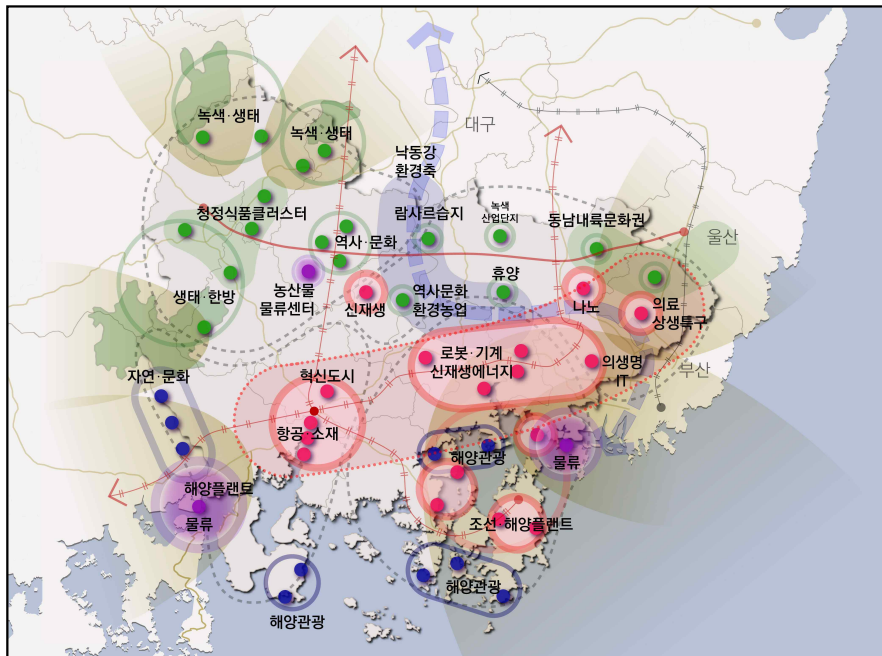 녹색·생태
녹색·생태
대구
낙동강
환경축
청정식품클러스터
람사르습지
녹색
산업단지
동남내륙문화권
울산
역사·문화
생태·한방
농산물
물류센터
신재생
역사문화
환경농업
휴양
나노
의료
상생특구
자연·문화
혁신도시
로봇·기계
신재생에너지
의생명
IT
부산
항공·소재
해양관광
물류
해양플랜트
물류
조선·해양플랜트
해양관광
해양관광